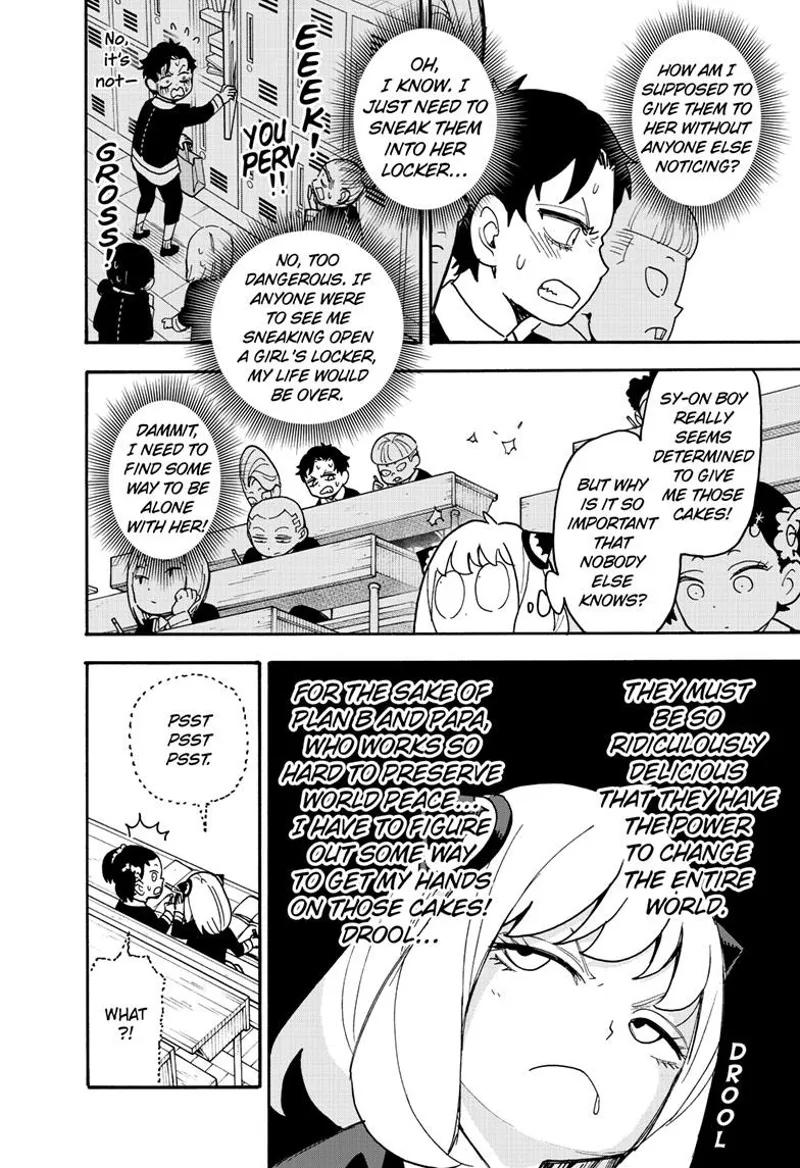 HOW AM I
SUPPOSED TO
GIVE THEM TO
HER WITHOUT
ANYONE ELSE
NOTICING?
OH,
I KNOW. I
JUST NEED TO
SNEAK THEM
INTO HER
LOCKER...
EEEK!
YOU
PERV
!!
No,
it's
not—
GROSS!
NO, TOO
DANGEROUS. IF
ANYONE WERE
TO SEE ME
SNEAKING OPEN
A GIRL'S LOCKER,
MY LIFE WOULD
BE OVER.
SY-ON BOY
REALLY
SEEMS
DETERMINED
TO GIVE
ME THOSE
CAKES!
BUT WHY
IS IT SO
IMPORTANT
THAT
NOBODY
ELSE
KNOWS?
DAMMIT,
I NEED TO
FIND SOME
WAY TO BE
ALONE
WITH HER!
THEY MUST
BE SO
RIDICULOUSLY
DELICIOUS
THAT THEY HAVE
THE POWER
TO CHANGE
THE ENTIRE
WORLD.
FOR THE SAKE OF
PLAN B AND PAPA,
WHO WORKS SO
HARD TO PRESERVE
WORLD PEACE...
I HAVE TO FIGURE
OUT SOME WAY
TO GET MY HANDS
ON THOSE CAKES!
DROOL...
DROOL
PSST
PSST
PSST.
WHAT
?!